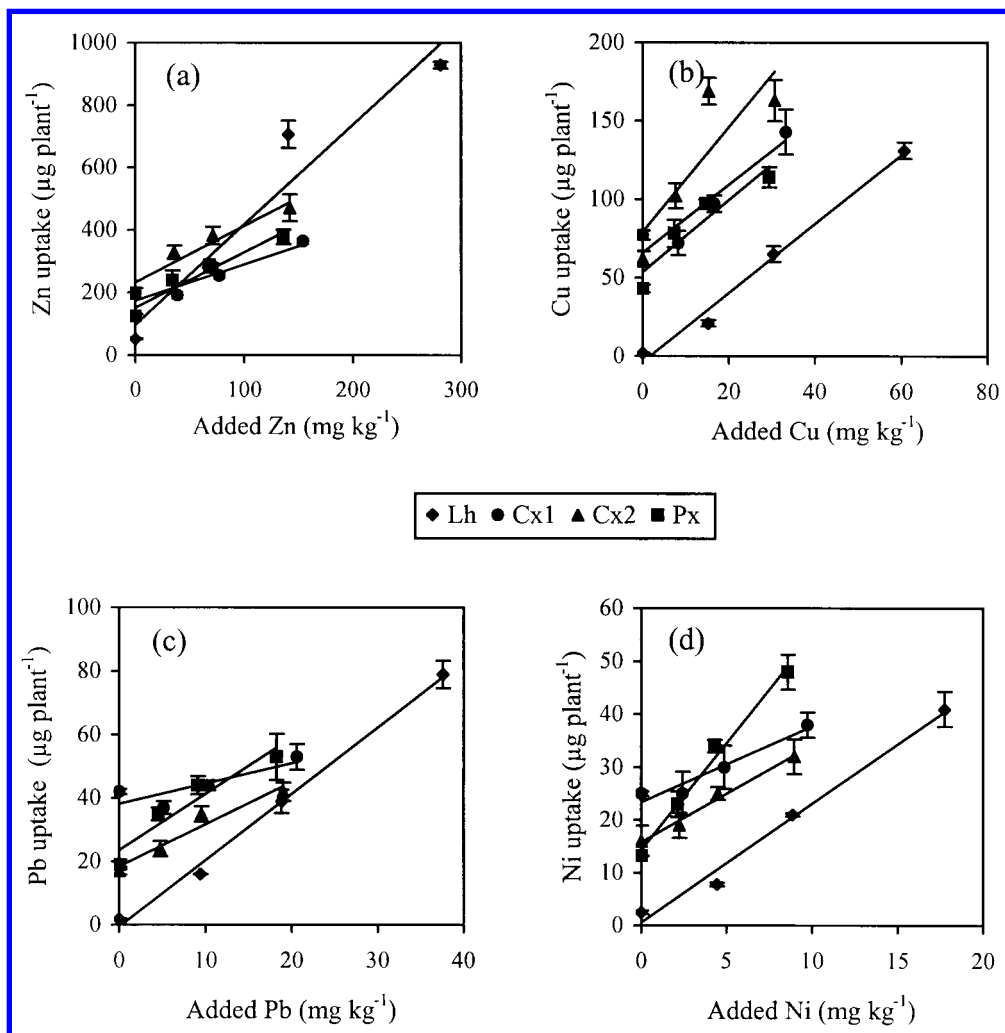 (a)
1000
800
600
400
200
0
Zn uptake (µg plant⁻¹)
0 100 200 300
Added Zn (mg kg⁻¹)
(b)
200
150
100
50
0
Cu uptake (µg plant⁻¹)
0 20 40 60 80
Added Cu (mg kg⁻¹)
Lh Cx1 Cx2 Px
(c)
100
80
60
40
20
0
Pb uptake (µg plant⁻¹)
0 10 20 30 40
Added Pb (mg kg⁻¹)
(d)
60
50
40
30
20
10
0
Ni uptake (µg plant⁻¹)
0 5 10 15 20
Added Ni (mg kg⁻¹)